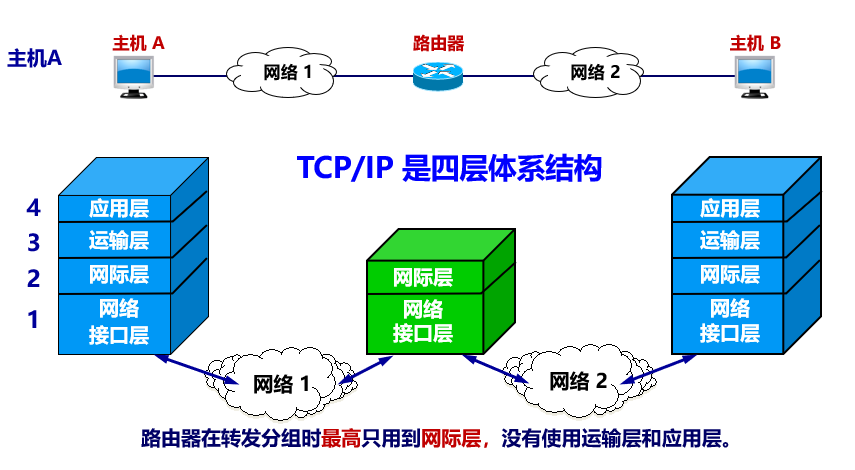 主机A
主机 A
路由器
主机 B
网络 1
网络 2
TCP/IP 是四层体系结构
4
应用层
3
运输层
2
网际层
1
网络
接口层
网际层
网络
接口层
应用层
运输层
网际层
网络
接口层
网络 1
网络 2
路由器在转发分组时最高只用到网际层，没有使用运输层和应用层。